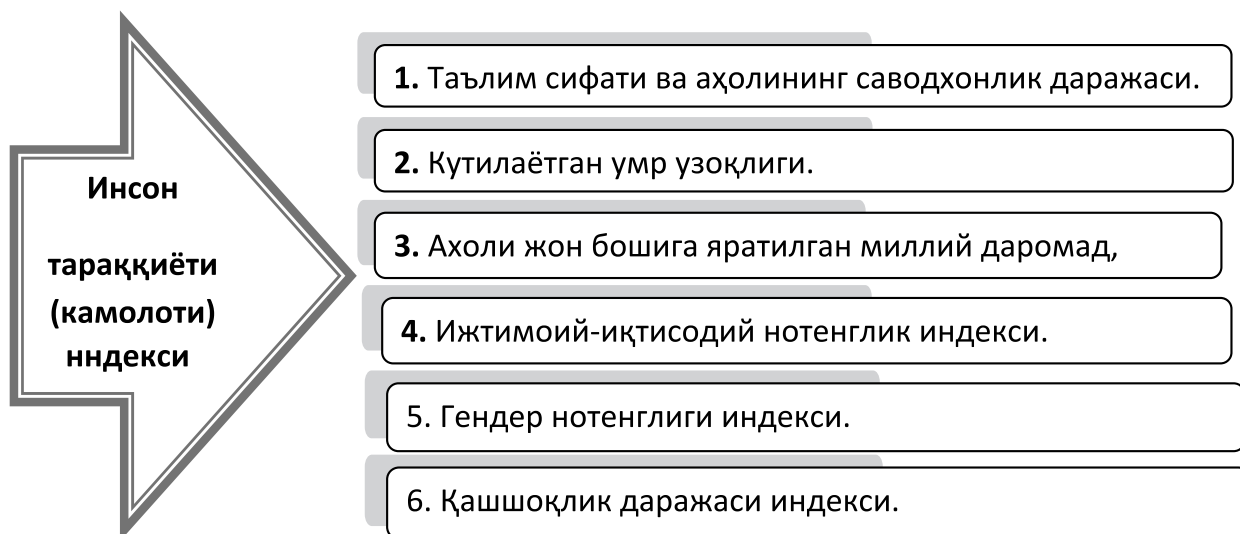 Инсон
тараққиёти
(камолоти)
нндекси
1. Таълим сифати ва аҳолининг саводхонлик даражаси.
2. Кутилаётган умр узоқлиги.
3. Ахоли жон бошига яратилган миллий даромад,
4. Ижтимоий-иқтисодий нотенглик индекси.
5. Гендер нотенглиги индекси.
6. Қашшоқлик даражаси индекси.